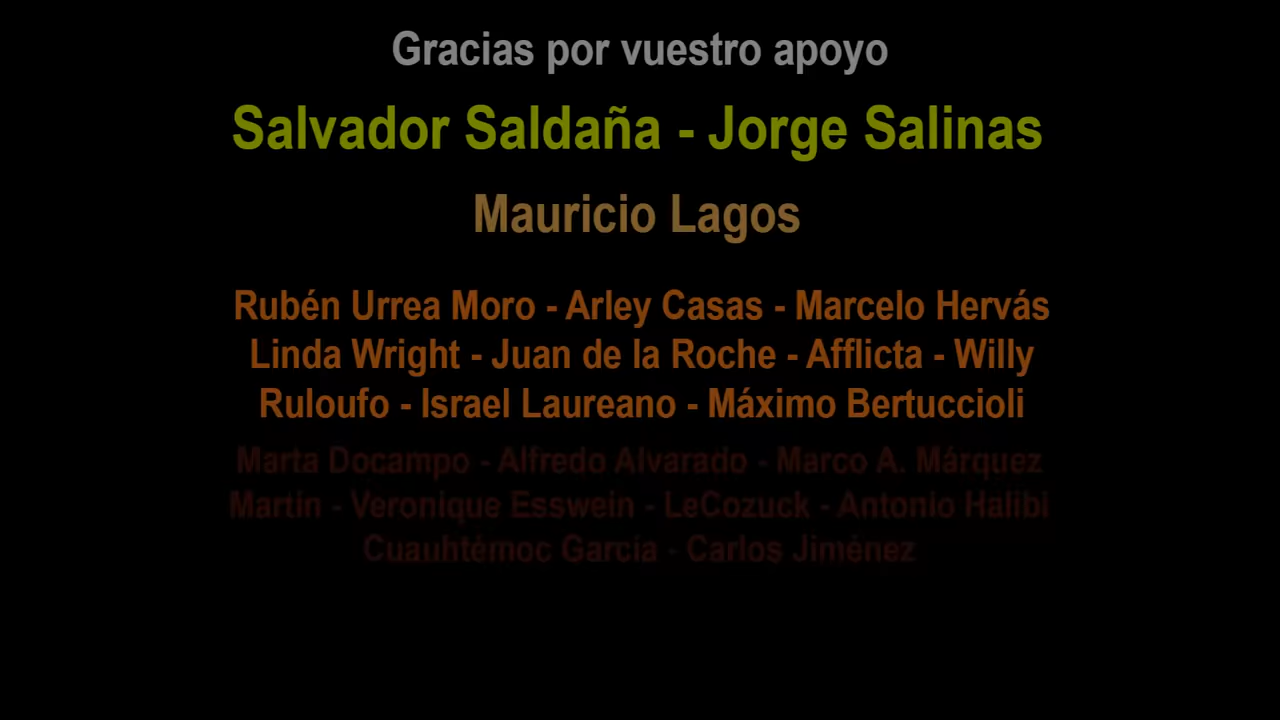 Gracias por vuestro apoyo
Salvador Saldaña - Jorge Salinas
Mauricio Lagos
Rubén Urrea Moro - Arley Casas - Marcelo Hervás
Linda Wright - Juan de la Roche - Afflicta - Willy
Ruloufo - Israel Laureano - Máximo Bertuccioli
Marta Docampo - Alfredo Alvarado - Marco A. Márquez
Martín - Veronique Esswein - LeCozuck - Antonio Halibi
Cuauhtémoc García - Carlos Jiménez